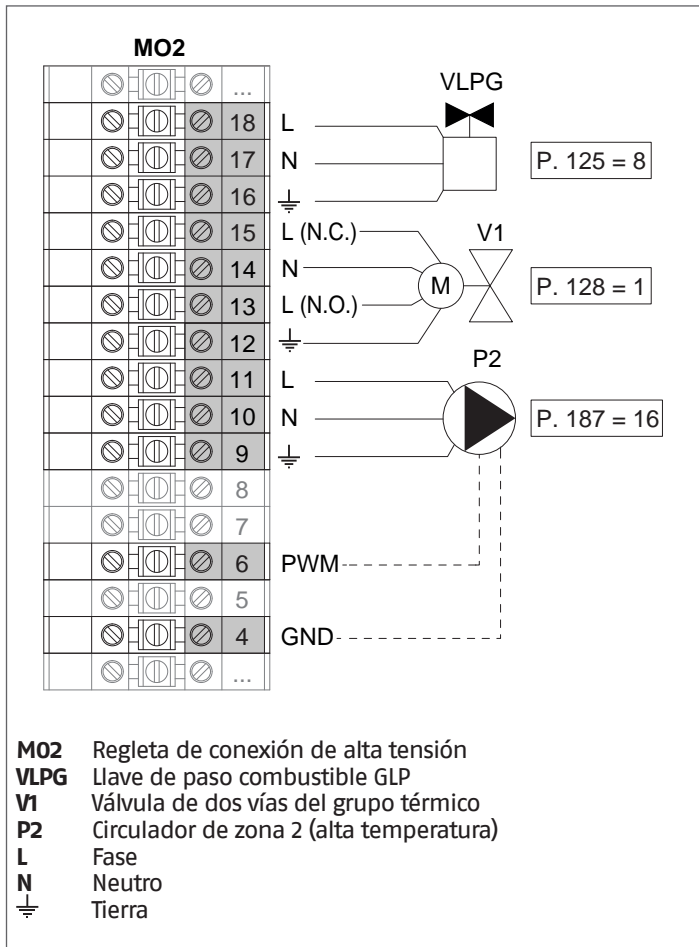 MO2
VLPG
...
18 L
17 N
P. 125 = 8
16
15 L (N.C.)
V1
14 N
M
P. 128 = 1
13 L (N.O.)
12
P2
11 L
10 N
P. 187 = 16
9
8
7
6 PWM
5
4 GND
...
M02 Regleta de conexión de alta tensión
VLPG Llave de paso combustible GLP
V1 Válvula de dos vías del grupo térmico
P2 Circulador de zona 2 (alta temperatura)
L Fase
N Neutro
⏚ Tierra